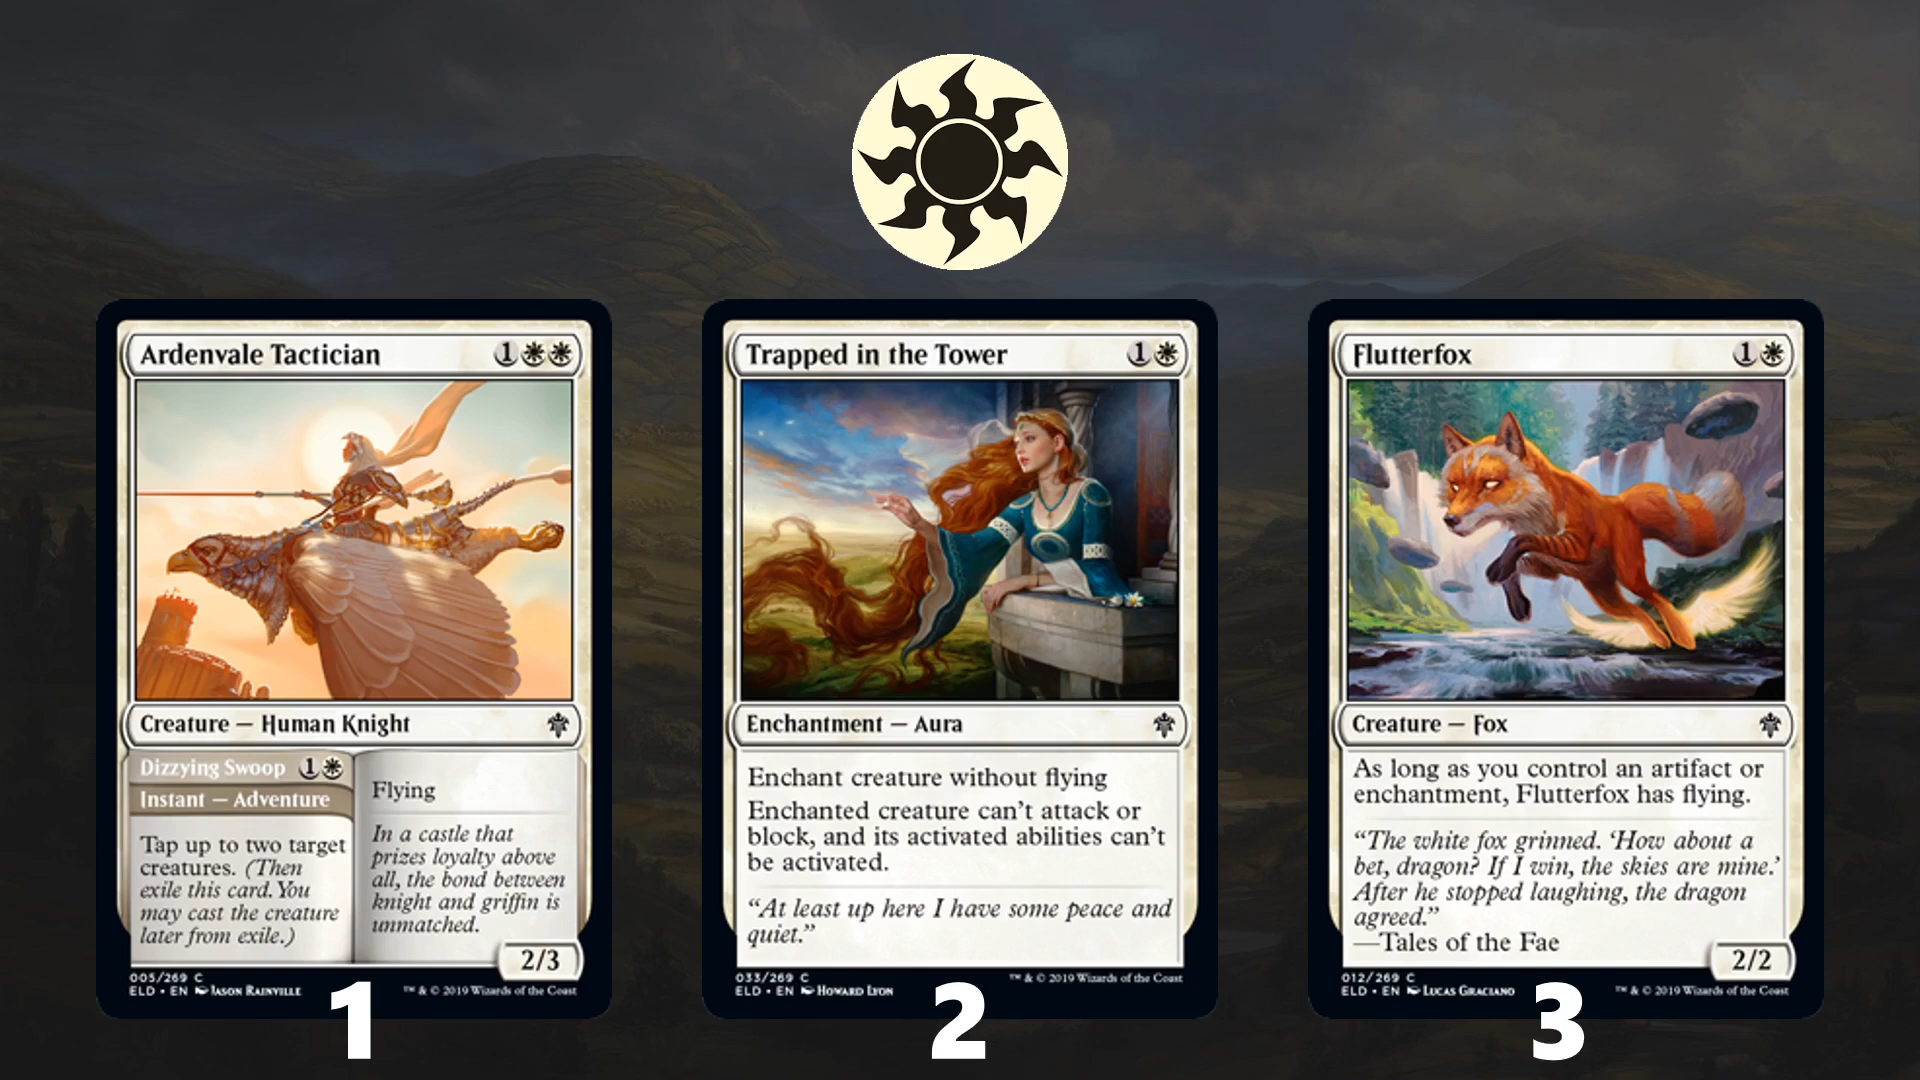 Ardenvale Tactician 1
Creature — Human Knight
Dizzying Swoop 1
Instant — Adventure
Tap up to two target
creatures. (Then
exile this card. You
may cast the creature
later from exile.)
Flying
In a castle that
prizes loyalty above
all, the bond between
knight and griffin is
unmatched.
2/3
005/269 C
ELD • EN Jason Rainville
™ & © 2019 Wizards of the Coast
1
Trapped in the Tower 1
Enchantment — Aura
Enchant creature without flying
Enchanted creature can't attack or
block, and its activated abilities can't
be activated.
"At least up here I have some peace and
quiet."
033/269 C
ELD • EN Howard Lyon
™ & © 2019 Wizards of the Coast
2
Flutterfox 1
Creature — Fox
As long as you control an artifact or
enchantment, Flutterfox has flying.
"The white fox grinned. 'How about a
bet, dragon? If I win, the skies are mine.'
After he stopped laughing, the dragon
agreed."
—Tales of the Fae
2/2
012/269 C
ELD • EN Lucas Graciano
™ & © 2019 Wizards of the Coast
3